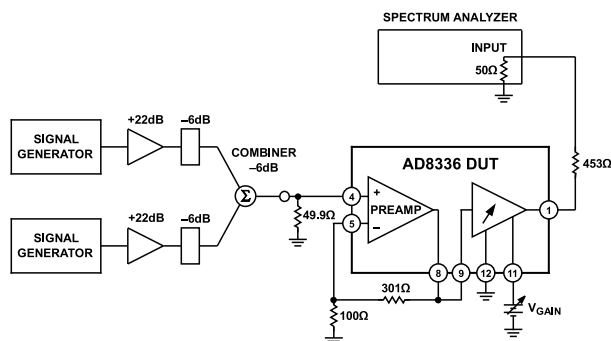 SPECTRUM ANALYZER
INPUT
50Ω
+22dB
–6dB
SIGNAL
GENERATOR
COMBINER
–6dB
Σ
49.9Ω
AD8336 DUT
453Ω
4
+
PREAMP
5
–
1
+22dB
–6dB
SIGNAL
GENERATOR
8
9
12
11
301Ω
100Ω
VGAIN